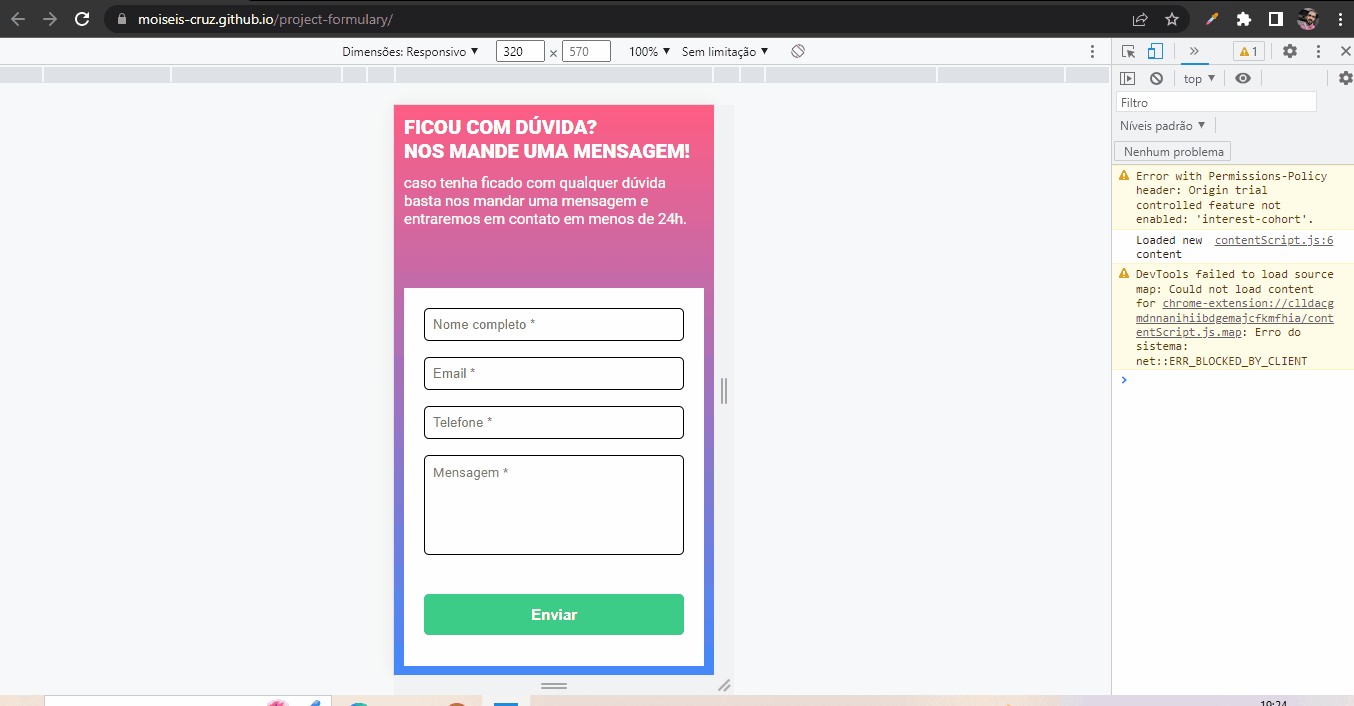 moiseis-cruz.github.io/project-formulary/
Dimensões: Responsivo ▼ 320 × 570 100% ▼ Sem limitação ▼
1
top ▼
Filtro
Níveis padrão ▼
Nenhum problema
FICOU COM DÚVIDA?
NOS MANDE UMA MENSAGEM!
caso tenha ficado com qualquer dúvida
basta nos mandar uma mensagem e
entraremos em contato em menos de 24h.
Nome completo *
Email *
Telefone *
Mensagem *
Enviar
Error with Permissions-Policy
header: Origin trial
controlled feature not
enabled: 'interest-cohort'.
Loaded new contentScript.js:6
content
DevTools failed to load source
map: Could not load content
for chrome-extension://clldacg
mdnnanihiibdgemajcfkmfhia/cont
entScript.js.map: Erro do
sistema:
net::ERR_BLOCKED_BY_CLIENT
19:24